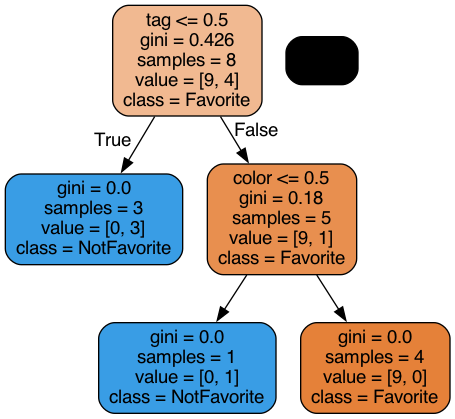 tag <= 0.5
gini = 0.426
samples = 8
value = [9, 4]
class = Favorite
True
False
gini = 0.0
samples = 3
value = [0, 3]
class = NotFavorite
color <= 0.5
gini = 0.18
samples = 5
value = [9, 1]
class = Favorite
gini = 0.0
samples = 1
value = [0, 1]
class = NotFavorite
gini = 0.0
samples = 4
value = [9, 0]
class = Favorite